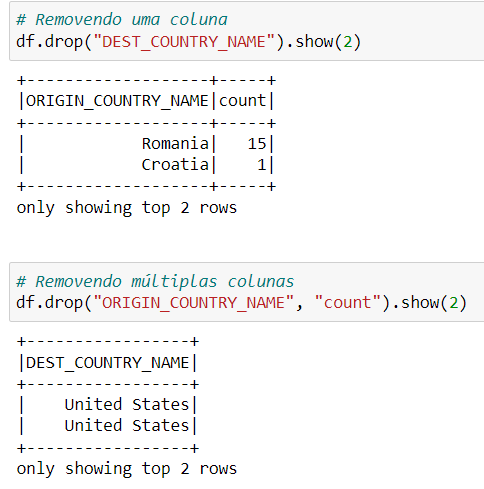 # Removendo uma coluna
df.drop("DEST_COUNTRY_NAME").show(2)
+-------------------+-----+
|ORIGIN_COUNTRY_NAME|count|
+-------------------+-----+
|            Romania|   15|
|            Croatia|    1|
+-------------------+-----+
only showing top 2 rows
# Removendo múltiplas colunas
df.drop("ORIGIN_COUNTRY_NAME", "count").show(2)
+-----------------+
|DEST_COUNTRY_NAME|
+-----------------+
|    United States|
|    United States|
+-----------------+
only showing top 2 rows